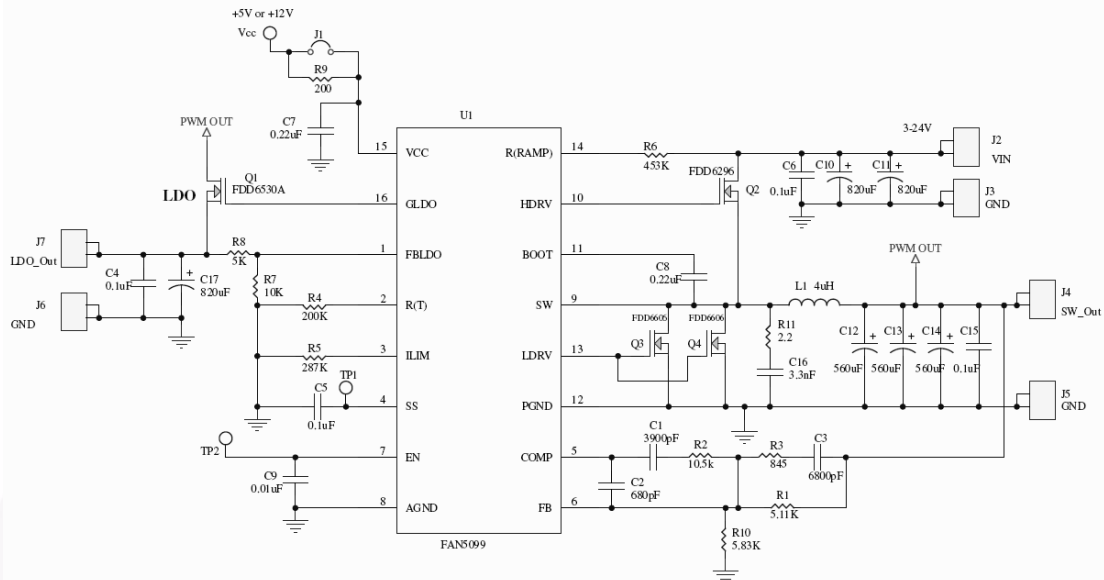 +5V or +12V
Vcc
J1
R9
200
C7
0.22uF
U1
PWM OUT
Q1
FDD6530A
LDO
15 VCC
16 GLDO
1 FBLDO
2 R(T)
3 ILIM
4 SS
7 EN
8 AGND
R(RAMP) 14
HDRV 10
BOOT 11
SW 9
LDRV 13
PGND 12
COMP 5
FB 6
FAN5099
J7
LDO_Out
J6
GND
C4
0.1uF
C17
+
820uF
R8
5K
R7
10K
R4
200K
R5
287K
C5
0.1uF
TP1
TP2
C9
0.01uF
R6
453K
FDD6296
Q2
3-24V
J2
VIN
J3
GND
C6
0.1uF
C10
+
820uF
C11
+
820uF
C8
0.22uF
PWM OUT
L1 4uH
FDD6605
Q3
FDD6606
Q4
R11
2.2
C16
3.3nF
C12
+
560uF
C13
+
560uF
C14
+
560uF
C15
0.1uF
J4
SW_Out
J5
GND
C1
3900pF
R2
10.5k
R3
845
C3
6800pF
C2
680pF
R1
5.11K
R10
5.83K